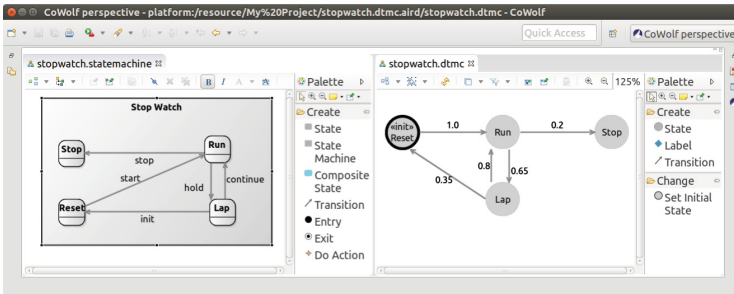 CoWolf perspective - platform:/resource/My%20Project/stopwatch.dtmc.aird/stopwatch.dtmc - CoWolf
Quick Access
CoWolf perspective
stopwatch.statemachine
B I A
Stop Watch
Stop
Run
stop
start
hold
continue
Reset
Lap
init
Palette
Create
State
State
Machine
Composite
State
Transition
Entry
Exit
Do Action
stopwatch.dtmc
125%
«init»
Reset
1.0
Run
0.2
Stop
0.8
0.65
0.35
Lap
Palette
Create
State
Label
Transition
Change
Set Initial
State